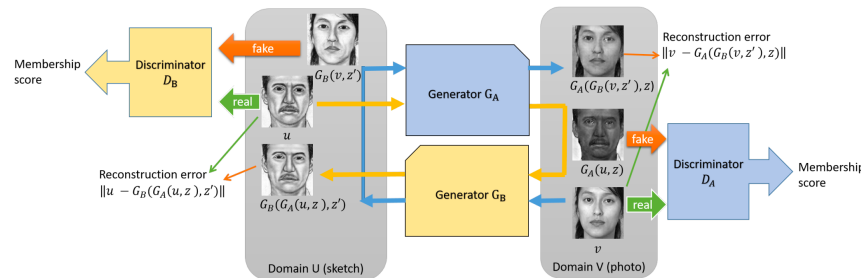 fake
Discriminator
D_B
Membership
score
real
G_B(v, z′)
u
Reconstruction error
‖u − G_B(G_A(u, z), z′)‖
G_B(G_A(u, z), z′)
Domain U (sketch)
Generator G_A
Generator G_B
G_A(G_B(v, z′), z)
Reconstruction error
‖v − G_A(G_B(v, z′), z)‖
fake
G_A(u, z)
real
v
Domain V (photo)
Discriminator
D_A
Membership
score